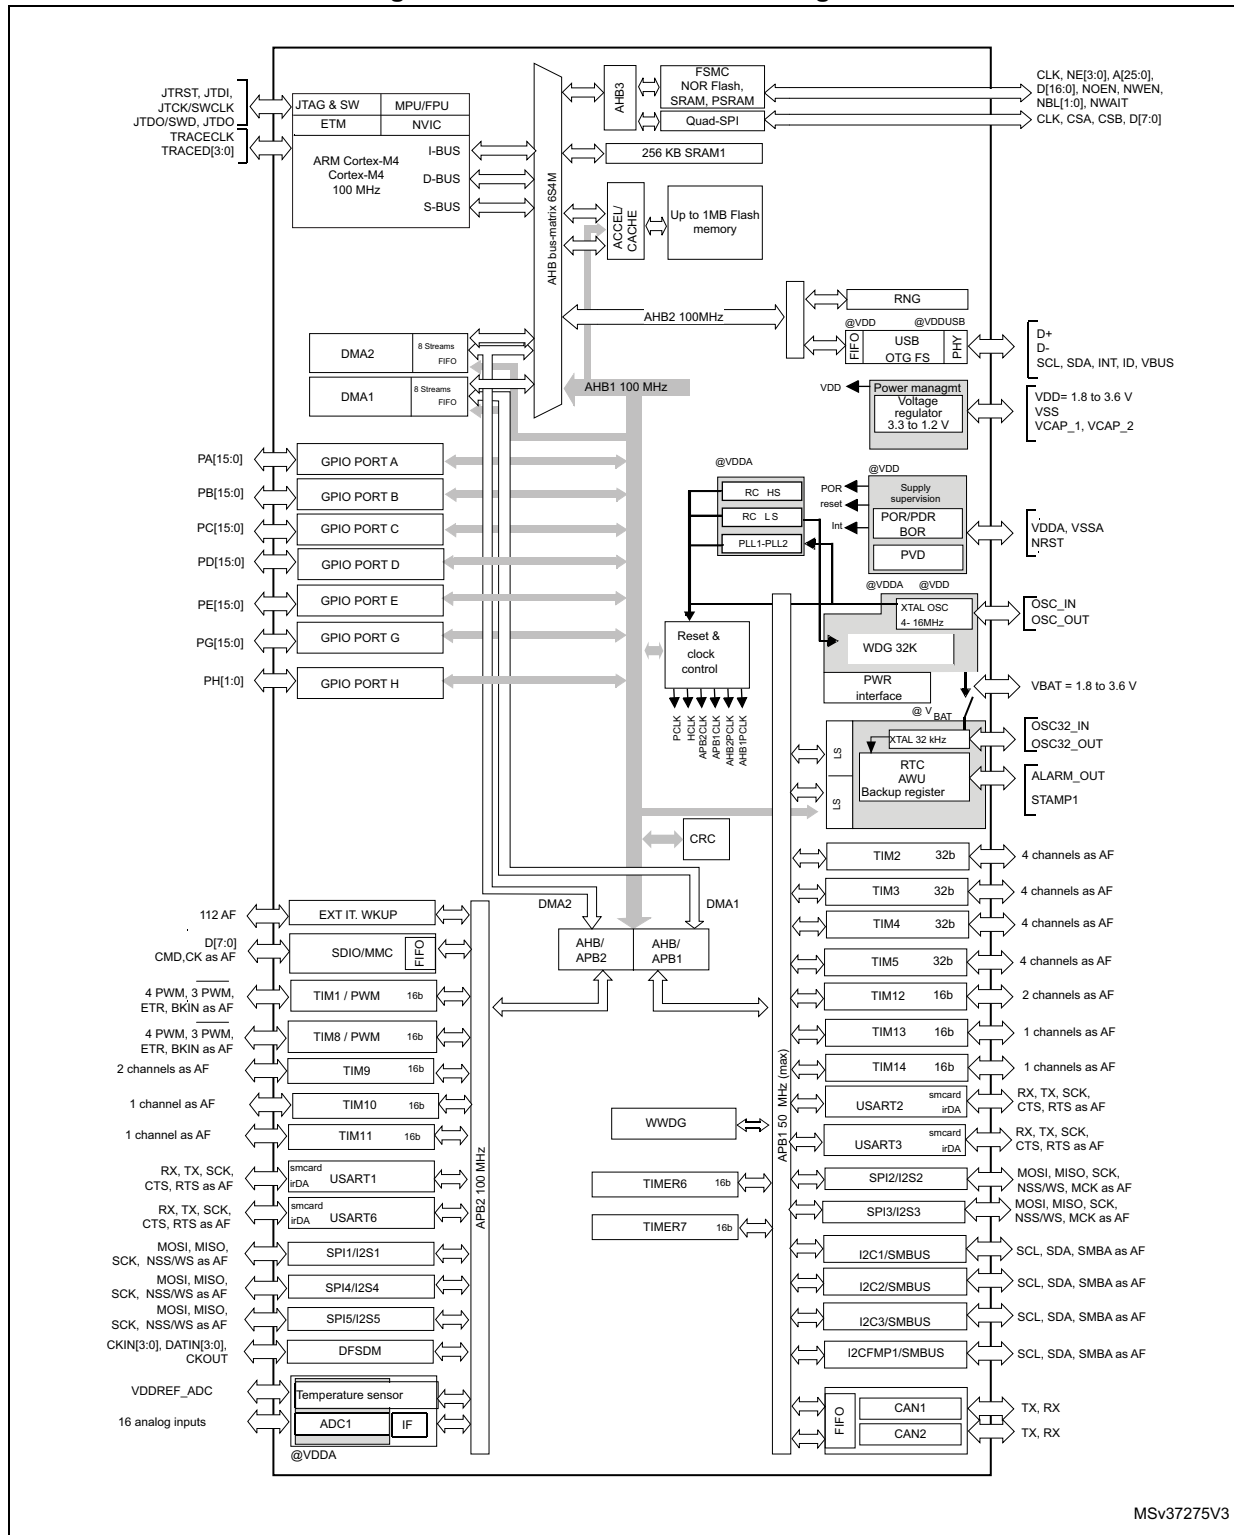 JTRST, JTDI,
JTCK/SWCLK
JTDO/SWD, JTDO
TRACECLK
TRACED[3:0]
JTAG & SW
MPU/FPU
ETM
NVIC
ARM Cortex-M4
Cortex-M4
100 MHz
I-BUS
D-BUS
S-BUS
AHB bus-matrix 6S4M
AHB3
FSMC
NOR Flash,
SRAM, PSRAM
Quad-SPI
CLK, NE[3:0], A[25:0],
D[16:0], NOEN, NWEN,
NBL[1:0], NWAIT
CLK, CSA, CSB, D[7:0]
256 KB SRAM1
ACCEL/
CACHE
Up to 1MB Flash
memory
AHB2 100MHz
RNG
@VDD
@VDDUSB
FIFO
USB
OTG FS
PHY
D+
D-
SCL, SDA, INT, ID, VBUS
DMA2
8 Streams
FIFO
DMA1
8 Streams
FIFO
AHB1 100 MHz
VDD
Power managmt
Voltage
regulator
3.3 to 1.2 V
VDD= 1.8 to 3.6 V
VSS
VCAP_1, VCAP_2
PA[15:0]
GPIO PORT A
PB[15:0]
GPIO PORT B
PC[15:0]
GPIO PORT C
PD[15:0]
GPIO PORT D
PE[15:0]
GPIO PORT E
PG[15:0]
GPIO PORT G
PH[1:0]
GPIO PORT H
@VDDA
RC HS
RC LS
PLL1-PLL2
@VDD
POR
reset
Int
Supply
supervision
POR/PDR
BOR
PVD
VDDA, VSSA
NRST
@VDDA
@VDD
XTAL OSC
4- 16MHz
OSC_IN
OSC_OUT
WDG 32K
PWR
interface
VBAT = 1.8 to 3.6 V
@ VBAT
Reset &
clock
control
PCLK
HCLK
APB2CLK
APB1CLK
AHB2PCLK
AHB1PCLK
LS
LS
XTAL 32 kHz
RTC
AWU
Backup register
OSC32_IN
OSC32_OUT
ALARM_OUT
STAMP1
CRC
DMA2
DMA1
AHB/
APB2
AHB/
APB1
112 AF
EXT IT. WKUP
D[7:0]
CMD,CK as AF
SDIO/MMC
FIFO
4 PWM, 3 PWM,
ETR, BKIN as AF
TIM1 / PWM
16b
4 PWM, 3 PWM,
ETR, BKIN as AF
TIM8 / PWM
16b
2 channels as AF
TIM9
16b
1 channel as AF
TIM10
16b
1 channel as AF
TIM11
16b
RX, TX, SCK,
CTS, RTS as AF
smcard
irDA
USART1
RX, TX, SCK,
CTS, RTS as AF
smcard
irDA
USART6
MOSI, MISO,
SCK, NSS/WS as AF
SPI1/I2S1
MOSI, MISO,
SCK, NSS/WS as AF
SPI4/I2S4
MOSI, MISO,
SCK, NSS/WS as AF
SPI5/I2S5
CKIN[3:0], DATIN[3:0],
CKOUT
DFSDM
VDDREF_ADC
Temperature sensor
16 analog inputs
ADC1
IF
@VDDA
APB2 100 MHz
WWDG
TIMER6
16b
TIMER7
16b
APB1 50 MHz (max)
TIM2
32b
4 channels as AF
TIM3
32b
4 channels as AF
TIM4
32b
4 channels as AF
TIM5
32b
4 channels as AF
TIM12
16b
2 channels as AF
TIM13
16b
1 channels as AF
TIM14
16b
1 channels as AF
USART2
smcard
irDA
RX, TX, SCK,
CTS, RTS as AF
USART3
smcard
irDA
RX, TX, SCK,
CTS, RTS as AF
SPI2/I2S2
MOSI, MISO, SCK,
NSS/WS, MCK as AF
SPI3/I2S3
MOSI, MISO, SCK,
NSS/WS, MCK as AF
I2C1/SMBUS
SCL, SDA, SMBA as AF
I2C2/SMBUS
SCL, SDA, SMBA as AF
I2C3/SMBUS
SCL, SDA, SMBA as AF
I2CFMP1/SMBUS
SCL, SDA, SMBA as AF
FIFO
CAN1
CAN2
TX, RX
TX, RX
MSv37275V3